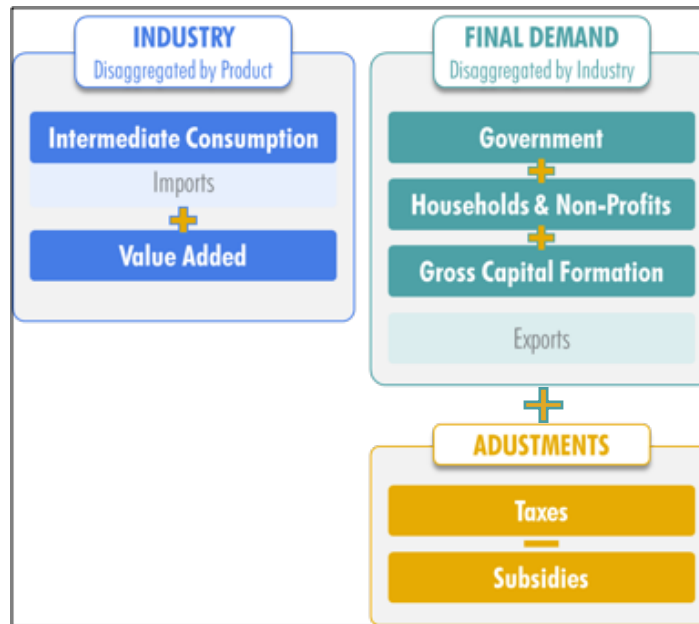 INDUSTRY
Disaggregated by Product
Intermediate Consumption
Imports
Value Added
FINAL DEMAND
Disaggregated by Industry
Government
Households & Non-Profits
Gross Capital Formation
Exports
ADUSTMENTS
Taxes
Subsidies